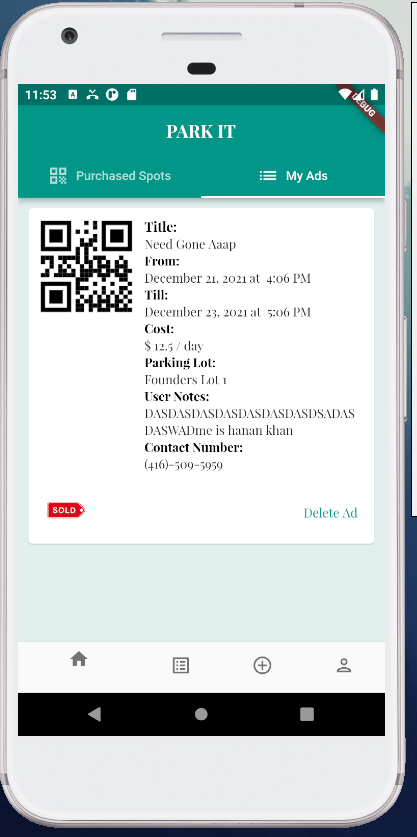 11:53
DEBUG
PARK IT
Purchased Spots
My Ads
Title:
Need Gone Aaap
From:
December 21, 2021 at  4:06 PM
Till:
December 23, 2021 at  5:06 PM
Cost:
$ 12.5 / day
Parking Lot:
Founders Lot 1
User Notes:
DASDASDASDASDASDASDASDSADAS
DASWADme is hanan khan
Contact Number:
(416)-509-5959
SOLD
Delete Ad